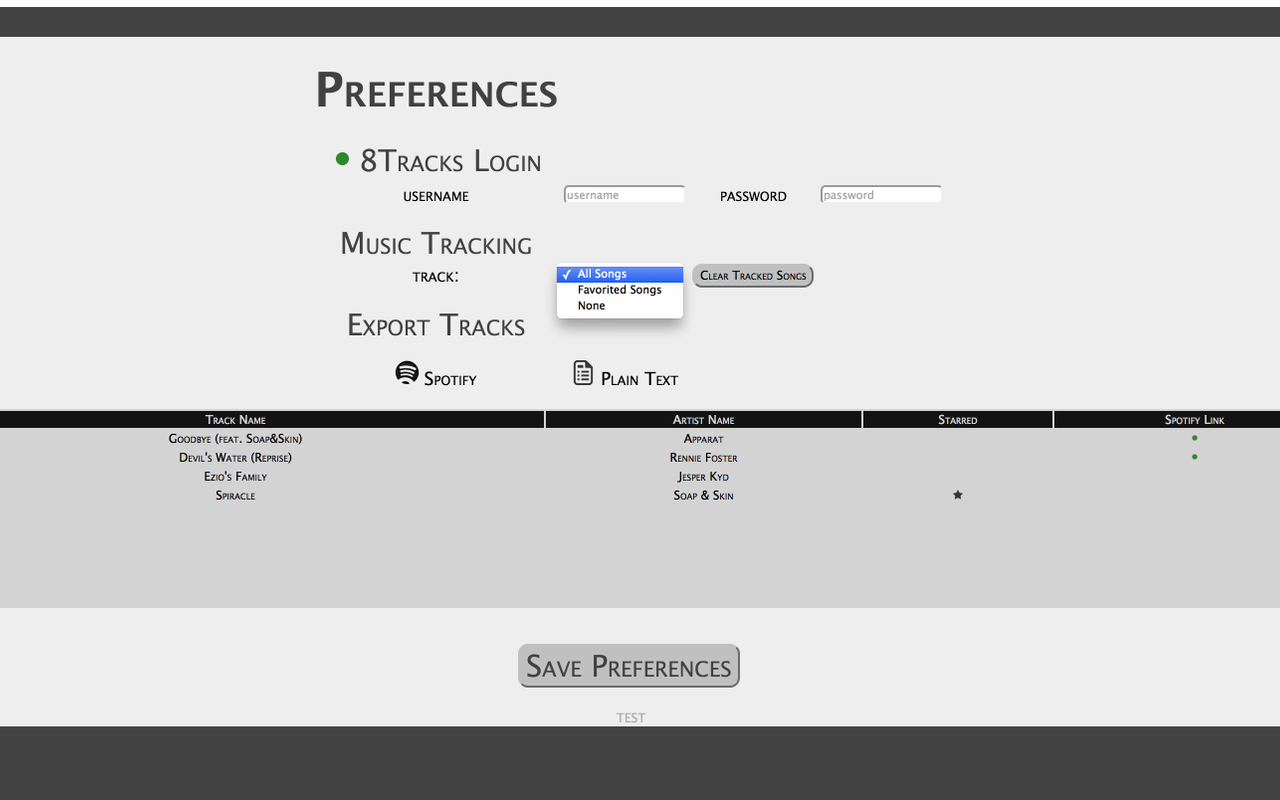 Preferences
8Tracks Login
username username password password
Music Tracking
track: ✓ All Songs Clear Tracked Songs
Favorited Songs
None
Export Tracks
Spotify Plain Text
Track Name Artist Name Starred Spotify Link
Goodbye (feat. Soap&Skin) Apparat
Devil's Water (Reprise) Rennie Foster
Ezio's Family Jesper Kyd
Spiracle Soap & Skin ★
Save Preferences
test